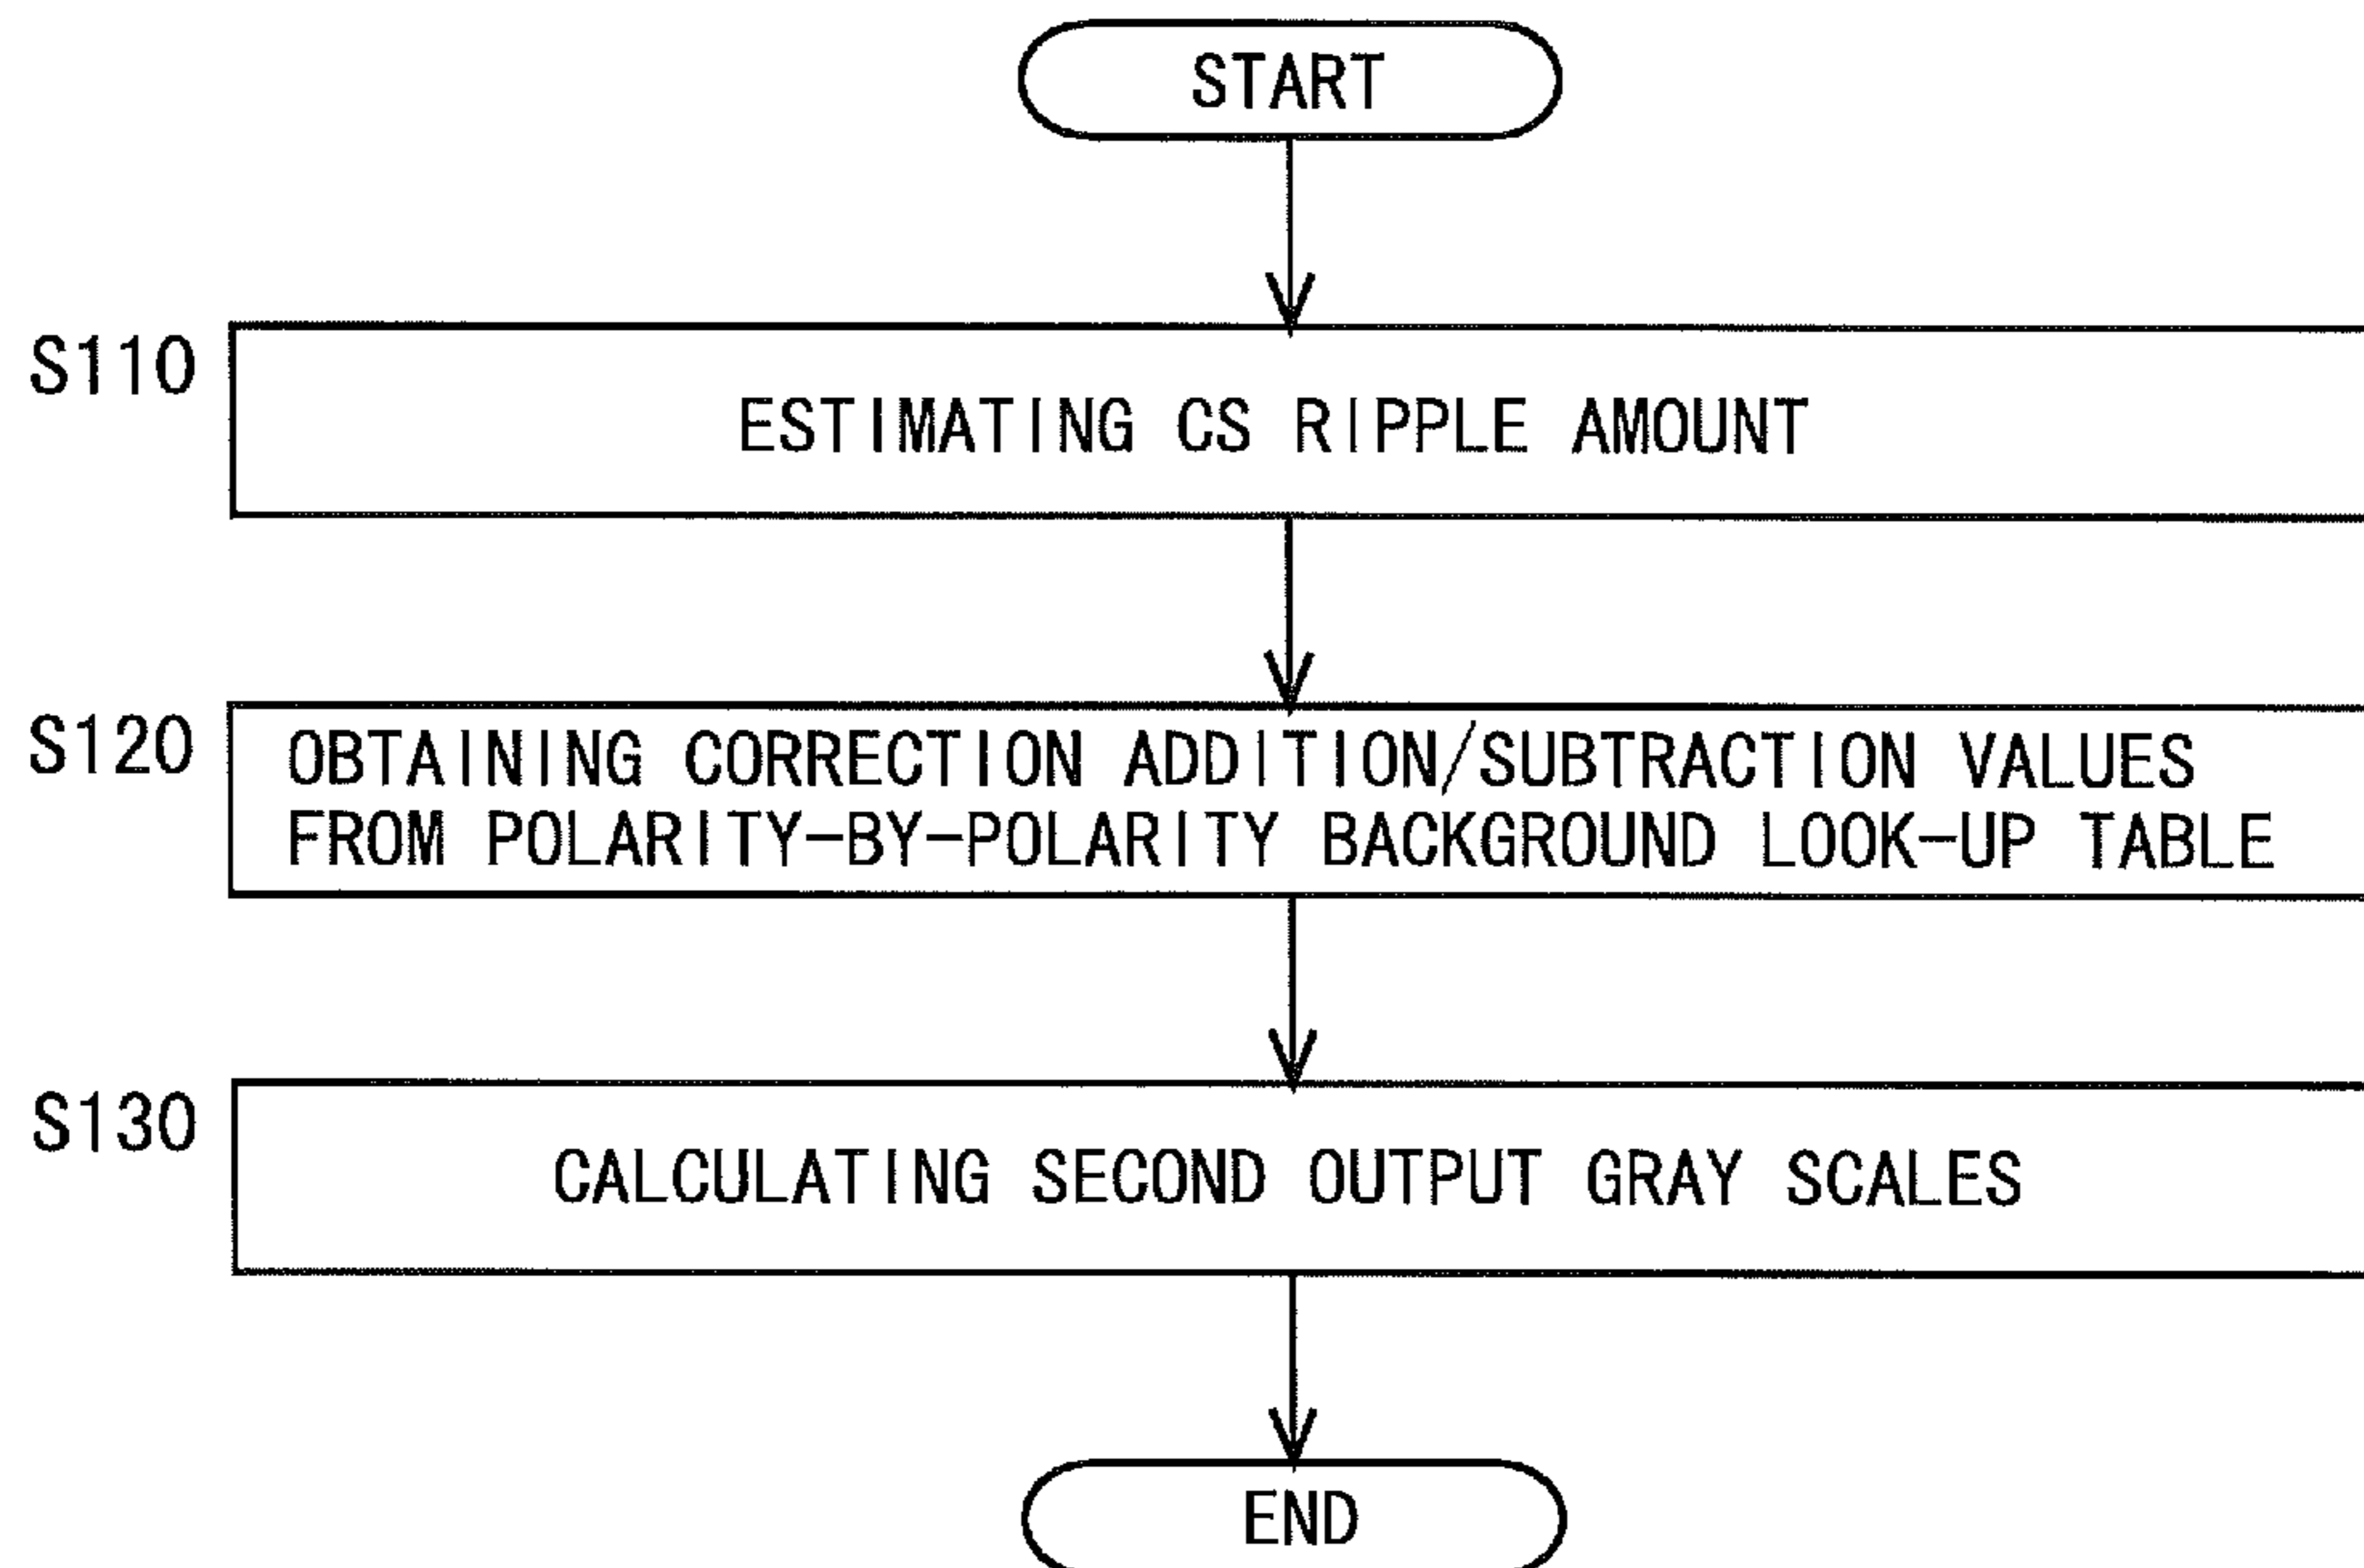 START
S110
ESTIMATING CS RIPPLE AMOUNT
S120
OBTAINING CORRECTION ADDITION/SUBTRACTION VALUES
FROM POLARITY-BY-POLARITY BACKGROUND LOOK-UP TABLE
S130
CALCULATING SECOND OUTPUT GRAY SCALES
END